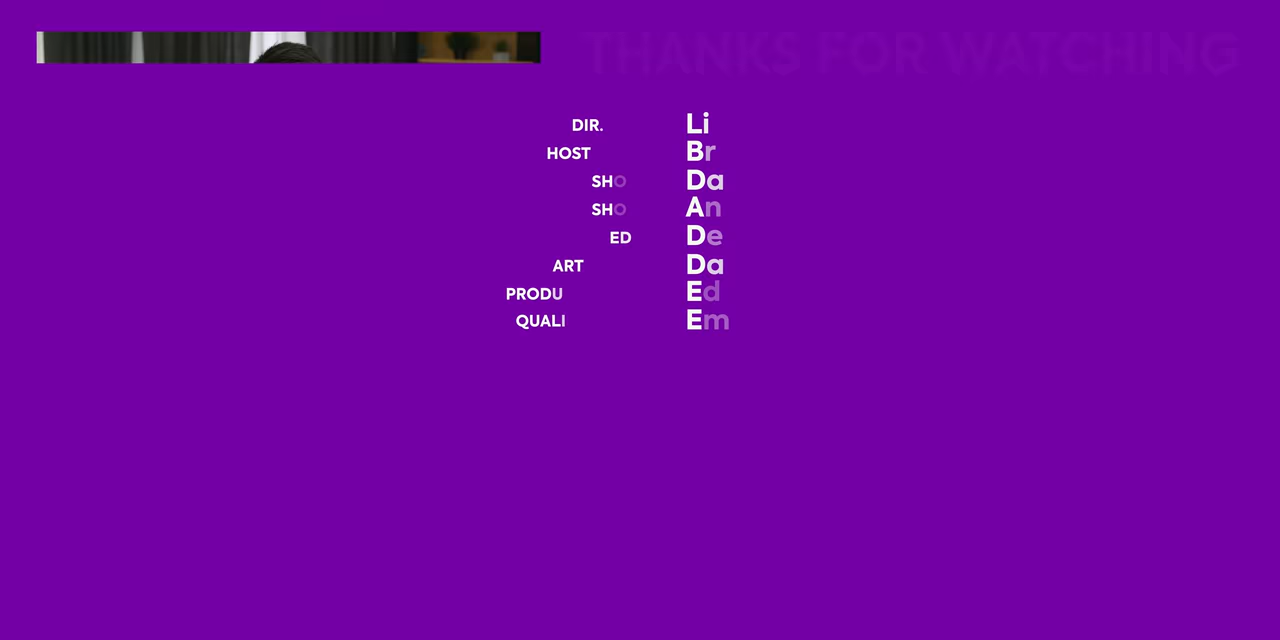 THANKS FOR WATCHING
DIR. Li
HOST Br
SHO Da
SHO An
ED De
ART Da
PRODU Ed
QUALI Em